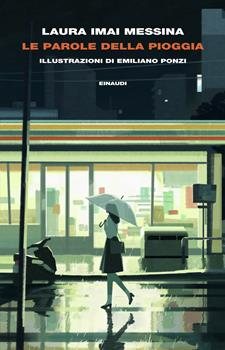 LAURA IMAI MESSINA
LE PAROLE DELLA PIOGGIA
ILLUSTRAZIONI DI EMILIANO PONZI
EINAUDI